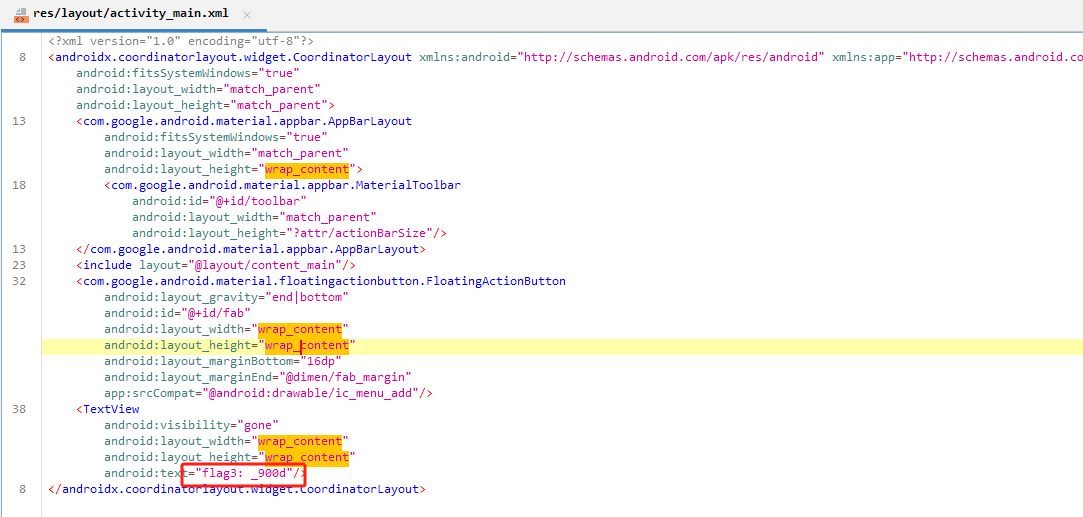 res/layout/activity_main.xml
<?xml version="1.0" encoding="utf-8"?>
8 <androidx.coordinatorlayout.widget.CoordinatorLayout xmlns:android="http://schemas.android.com/apk/res/android" xmlns:app="http://schemas.android.co
android:fitsSystemWindows="true"
android:layout_width="match_parent"
android:layout_height="match_parent">
13 <com.google.android.material.appbar.AppBarLayout
android:fitsSystemWindows="true"
android:layout_width="match_parent"
android:layout_height="wrap_content">
18 <com.google.android.material.appbar.MaterialToolbar
android:id="@+id/toolbar"
android:layout_width="match_parent"
android:layout_height="?attr/actionBarSize"/>
13 </com.google.android.material.appbar.AppBarLayout>
23 <include layout="@layout/content_main"/>
32 <com.google.android.material.floatingactionbutton.FloatingActionButton
android:layout_gravity="end|bottom"
android:id="@+id/fab"
android:layout_width="wrap_content"
android:layout_height="wrap_content"
android:layout_marginBottom="16dp"
android:layout_marginEnd="@dimen/fab_margin"
app:srcCompat="@android:drawable/ic_menu_add"/>
38 <TextView
android:visibility="gone"
android:layout_width="wrap_content"
android:layout_height="wrap_content"
android:text="flag3: _900d"/>
8 </androidx.coordinatorlayout.widget.CoordinatorLayout>